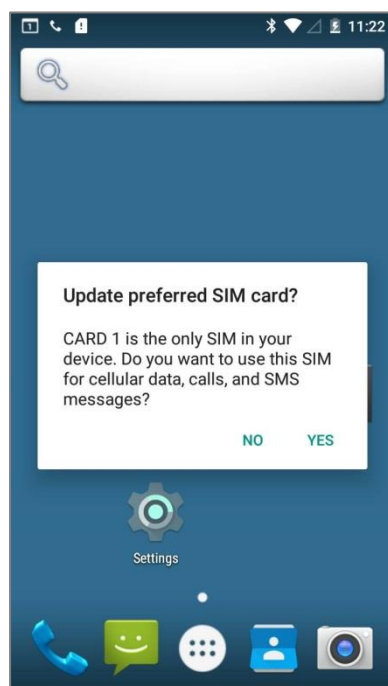 1 11:22
Update preferred SIM card?
CARD 1 is the only SIM in your
device. Do you want to use this SIM
for cellular data, calls, and SMS
messages?
NO YES
Settings